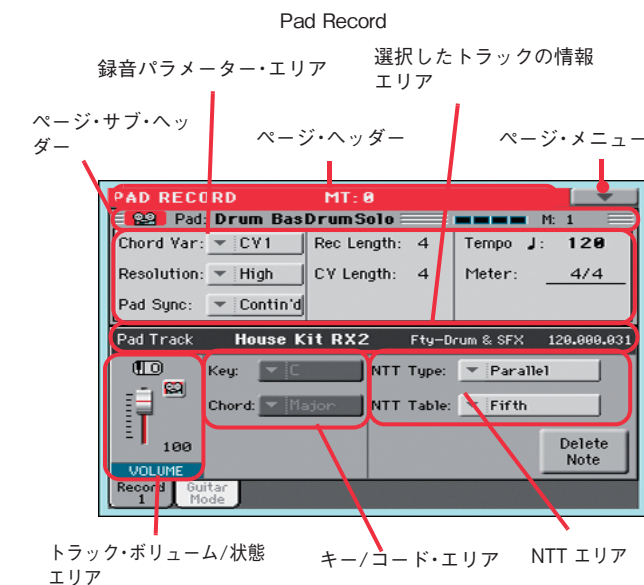 Pad Record
録音パラメーター・エリア
選択したトラックの情報
エリア
ページ・サブ・ヘッ
ダー
ページ・ヘッダー
ページ・メニュー
PAD RECORD MT:0
Pad: Drum BasDrumSolo M: 1
Chord Var: CV1 Rec Length: 4 Tempo ♩: 120
Resolution: High CV Length: 4 Meter: 4/4
Pad Sync: Contin'd
Pad Track House Kit RX2 Fty-Drum & SFX 120.000.031
Key: C NTT Type: Parallel
Chord: Major NTT Table: Fifth
100
VOLUME
Delete
Note
Record
1
Guitar
Mode
トラック・ボリューム/状態
エリア
キー/コード・エリア
NTT エリア